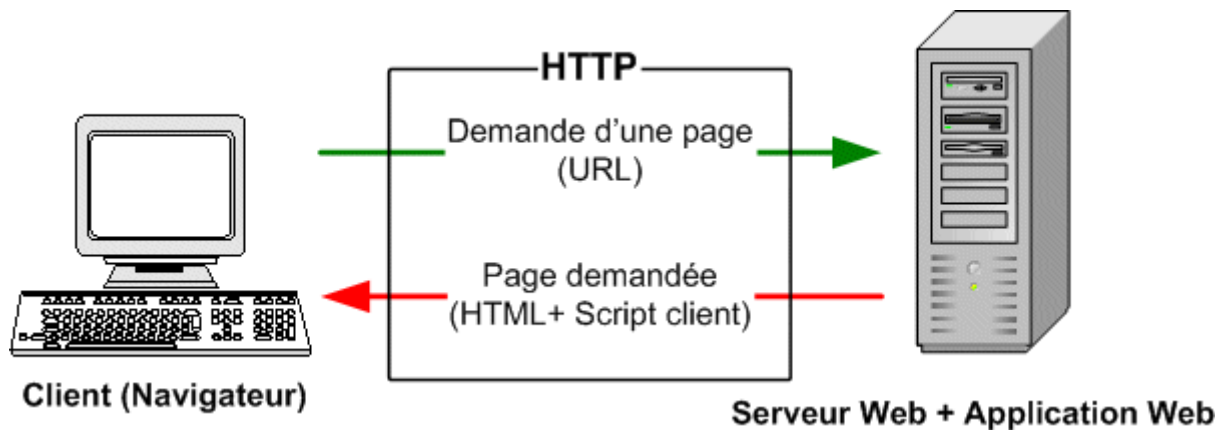 HTTP
Demande d'une page
(URL)
Page demandée
(HTML+ Script client)
Client (Navigateur)
Serveur Web + Application Web